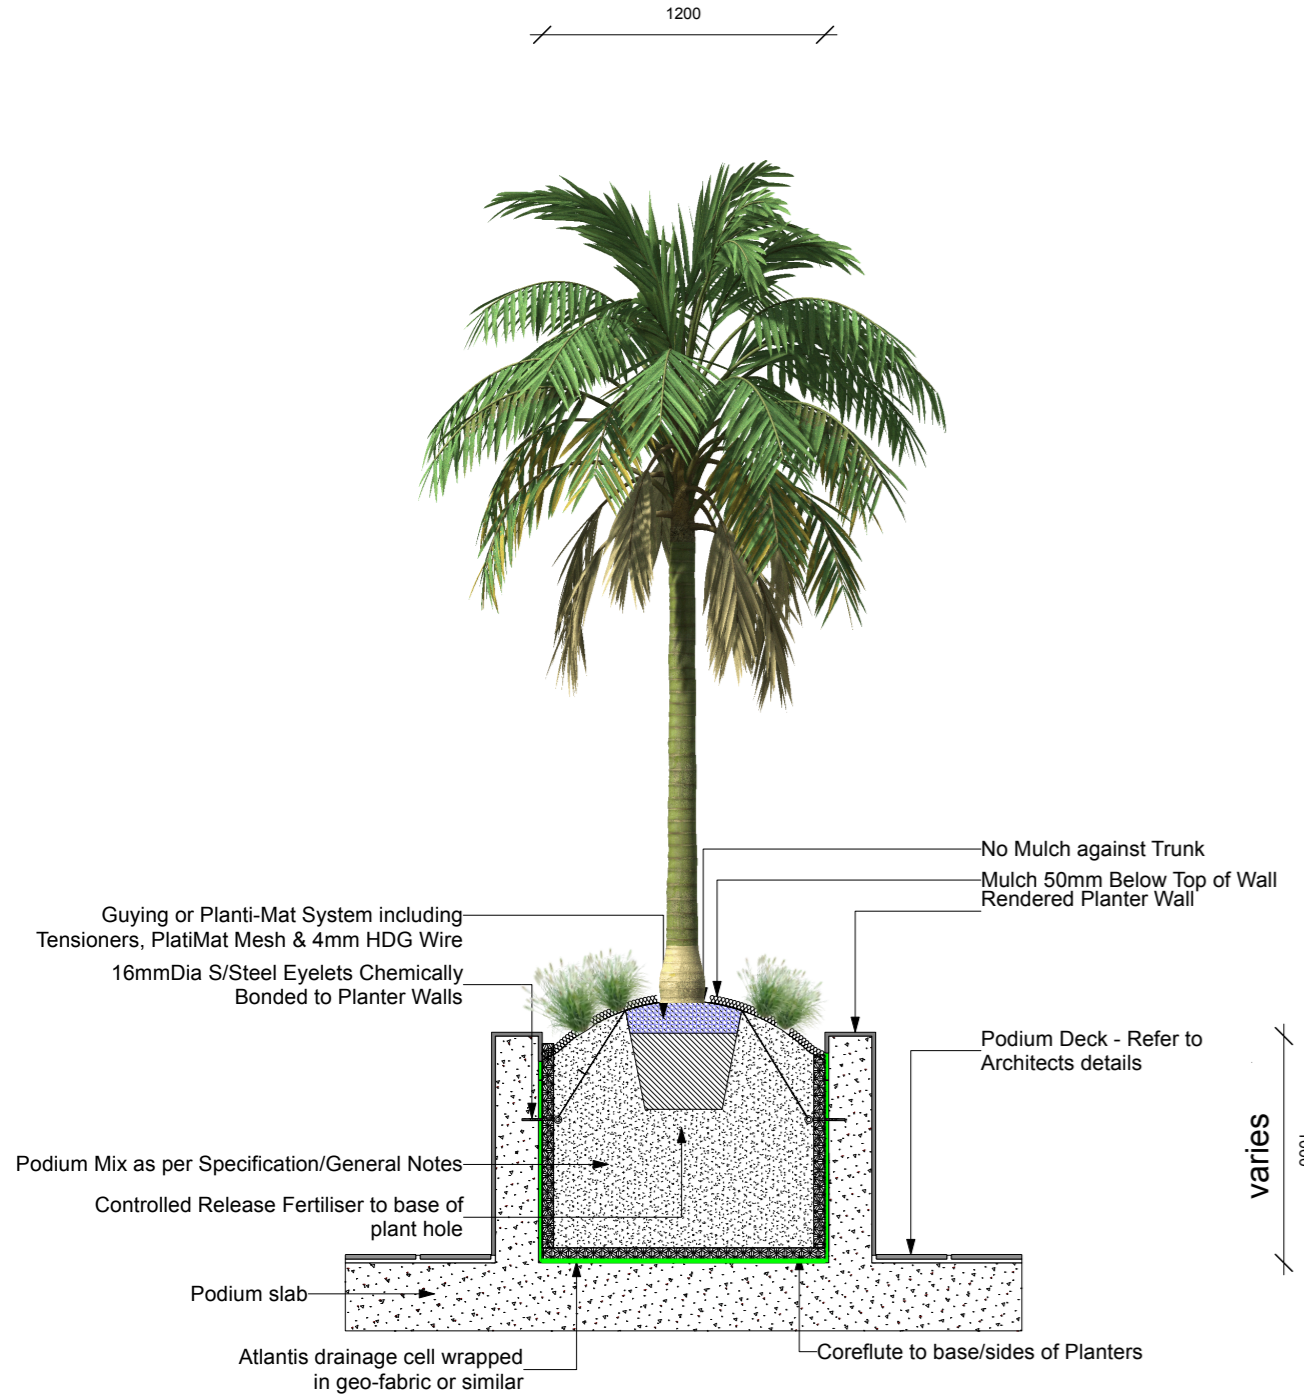 1200
No Mulch against Trunk
Mulch 50mm Below Top of Wall
Rendered Planter Wall
Guying or Planti-Mat System including
Tensioners, PlatiMat Mesh & 4mm HDG Wire
16mmDia S/Steel Eyelets Chemically
Bonded to Planter Walls
Podium Deck - Refer to
Architects details
varies
Podium Mix as per Specification/General Notes
Controlled Release Fertiliser to base of
plant hole
Podium slab
Atlantis drainage cell wrapped
in geo-fabric or similar
Coreflute to base/sides of Planters